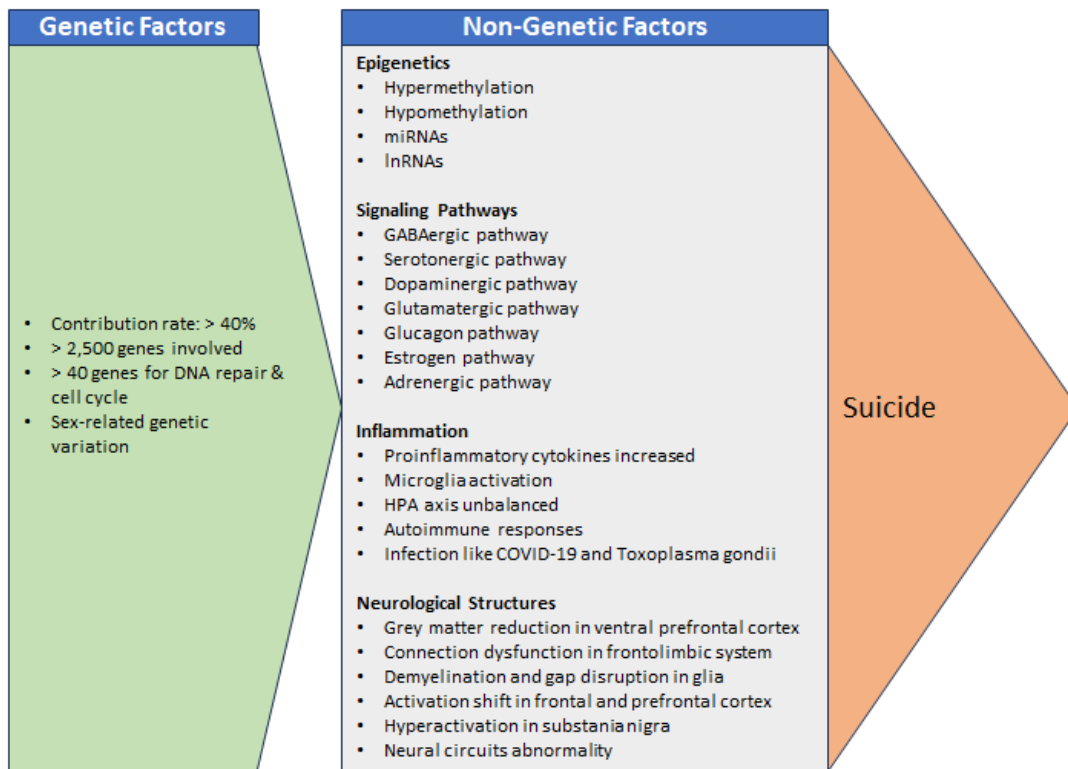 Genetic Factors
• Contribution rate: > 40%
• > 2,500 genes involved
• > 40 genes for DNA repair &
cell cycle
• Sex-related genetic
variation
Non-Genetic Factors
Epigenetics
• Hypermethylation
• Hypomethylation
• miRNAs
• lnRNAs
Signaling Pathways
• GABAergic pathway
• Serotonergic pathway
• Dopaminergic pathway
• Glutamatergic pathway
• Glucagon pathway
• Estrogen pathway
• Adrenergic pathway
Inflammation
• Proinflammatory cytokines increased
• Microglia activation
• HPA axis unbalanced
• Autoimmune responses
• Infection like COVID-19 and Toxoplasma gondii
Neurological Structures
• Grey matter reduction in ventral prefrontal cortex
• Connection dysfunction in frontolimbic system
• Demyelination and gap disruption in glia
• Activation shift in frontal and prefrontal cortex
• Hyperactivation in substania nigra
• Neural circuits abnormality
Suicide